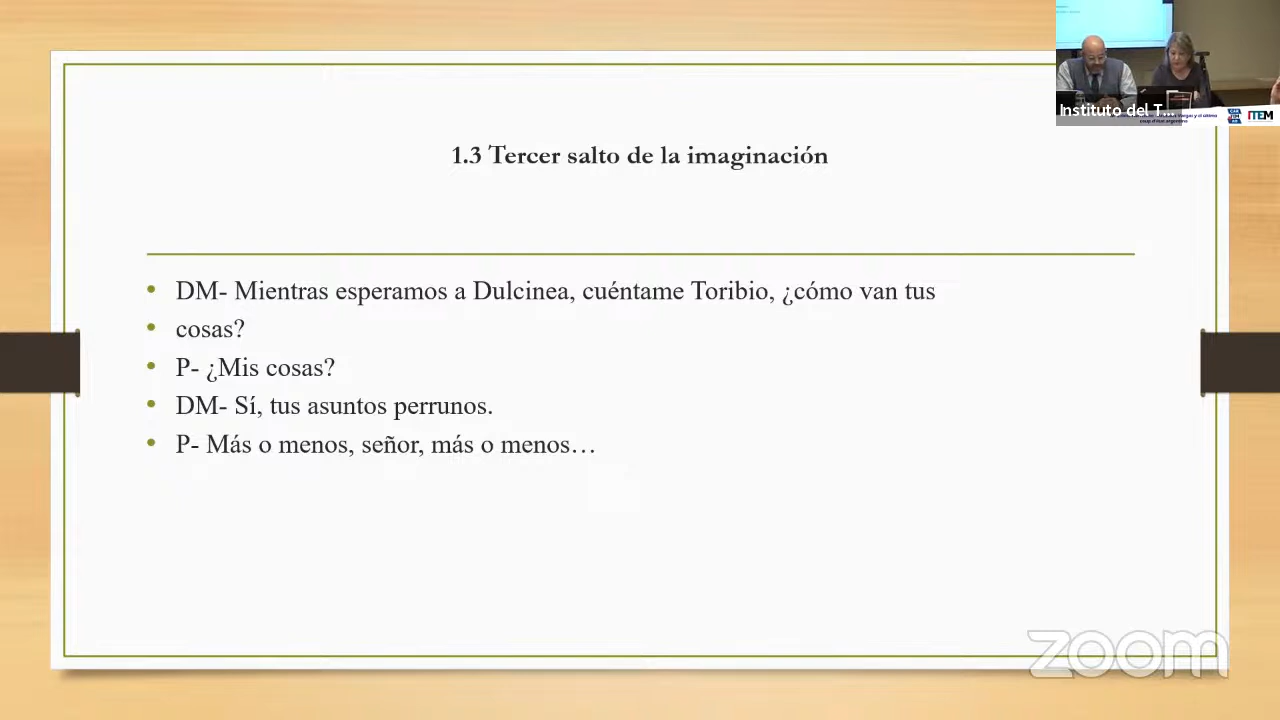 Instituto del T...
ITEM
1.3 Tercer salto de la imaginación
• DM- Mientras esperamos a Dulcinea, cuéntame Toribio, ¿cómo van tus
• cosas?
• P- ¿Mis cosas?
• DM- Sí, tus asuntos perrunos.
• P- Más o menos, señor, más o menos…
zoom